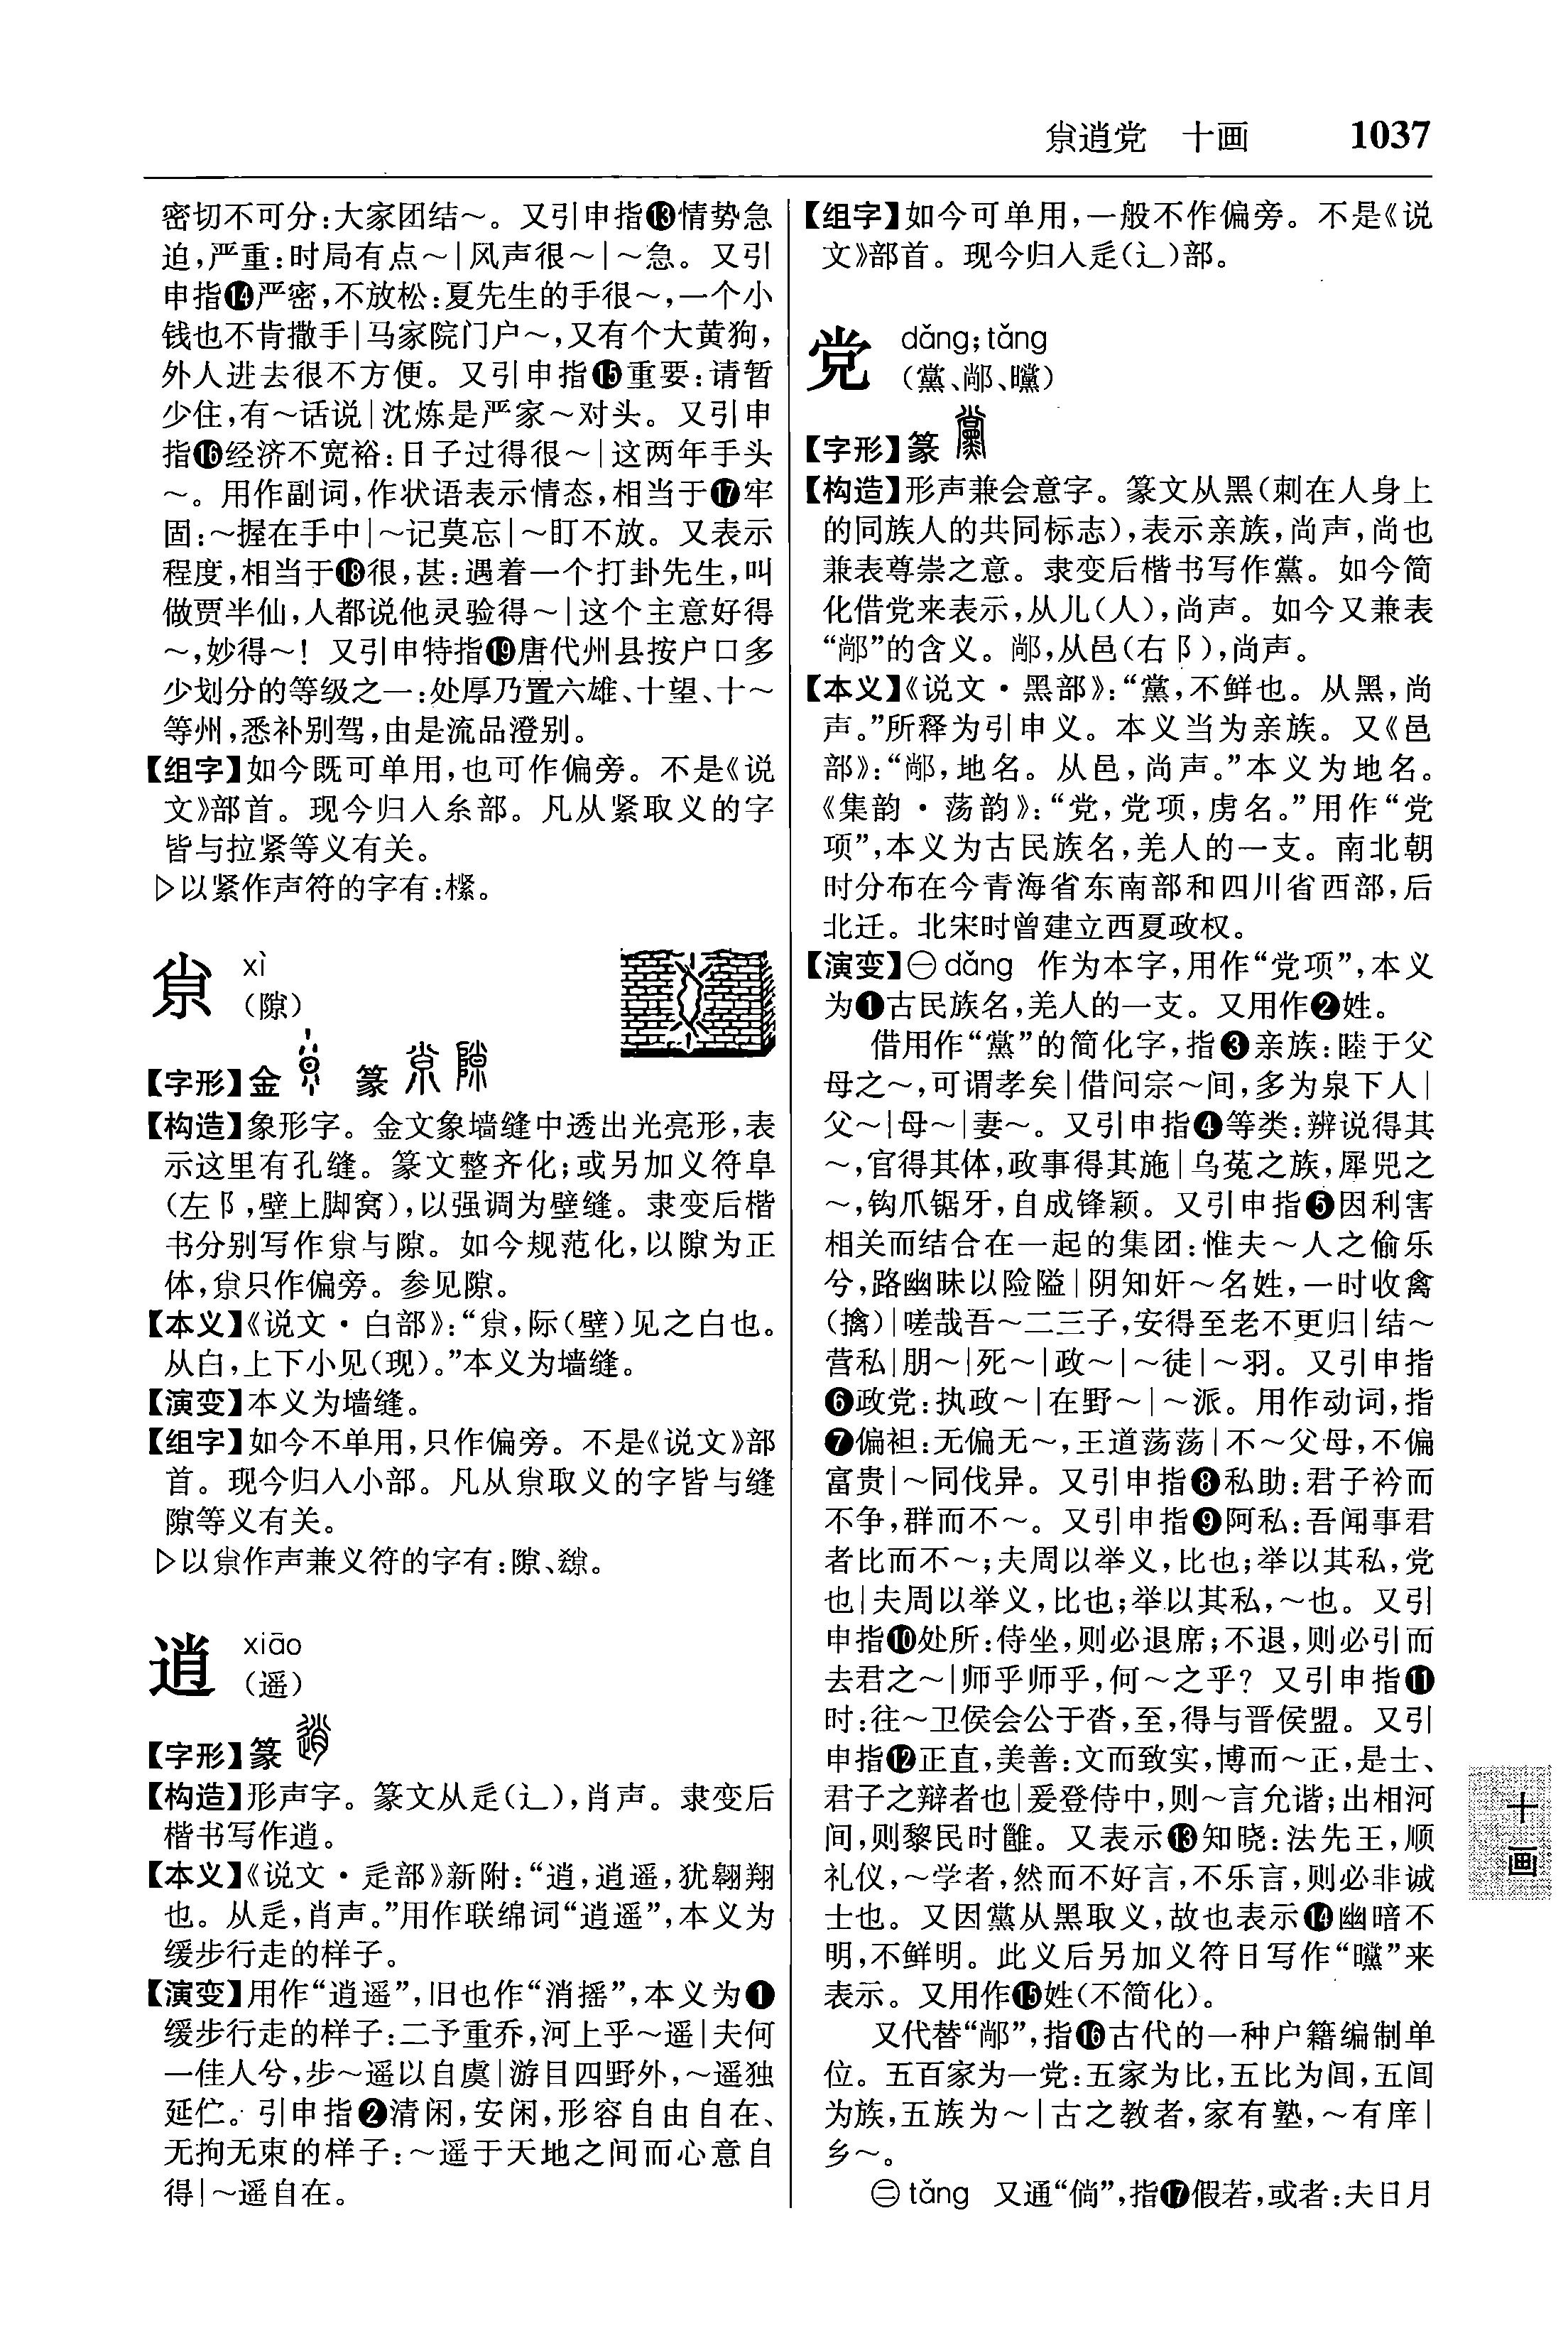 𡭴逍党 十画 1037
密切不可分:大家团结～。又引申指⓭情势急
迫,严重:时局有点～|风声很～|～急。又引
申指⓮严密,不放松:夏先生的手很～,一个小
钱也不肯撒手|马家院门户～,又有个大黄狗,
外人进去很不方便。又引申指⓯重要:请暂
少住,有～话说|沈炼是严家～对头。又引申
指⓰经济不宽裕:日子过得很～|这两年手头
～。用作副词,作状语表示情态,相当于⓱牢
固:～握在手中|～记莫忘|～盯不放。又表示
程度,相当于⓲很,甚:遇着一个打卦先生,叫
做贾半仙,人都说他灵验得～|这个主意好得
～,妙得～!又引申特指⓳唐代州县按户口多
少划分的等级之一:处厚乃置六雄、十望、十～
等州,悉补别驾,由是流品澄别。
【组字】如今既可单用,也可作偏旁。不是《说
文》部首。现今归入糸部。凡从紧取义的字
皆与拉紧等义有关。
▷以紧作声符的字有:㯸。
𡭴 xì
(隙)
【字形】金 篆
【构造】象形字。金文象墙缝中透出光亮形,表
示这里有孔缝。篆文整齐化;或另加义符阜
(左阝,壁上脚窝),以强调为壁缝。隶变后楷
书分别写作𡭴与隙。如今规范化,以隙为正
体,𡭴只作偏旁。参见隙。
【本义】《说文·白部》:“𡭴,际(壁)见之白也。
从白,上下小见(现)。”本义为墙缝。
【演变】本义为墙缝。
【组字】如今不单用,只作偏旁。不是《说文》部
首。现今归入小部。凡从𡭴取义的字皆与缝
隙等义有关。
▷以𡭴作声兼义符的字有:隙、虩。
逍 xiāo
(遥)
【字形】篆
【构造】形声字。篆文从辵(辶),肖声。隶变后
楷书写作逍。
【本义】《说文·辵部》新附:“逍,逍遥,犹翱翔
也。从辵,肖声。”用作联绵词“逍遥”,本义为
缓步行走的样子。
【演变】用作“逍遥”,旧也作“消摇”,本义为❶
缓步行走的样子:二予重乔,河上乎～遥|夫何
一佳人兮,步～遥以自虞|游目四野外,～遥独
延伫。引申指❷清闲,安闲,形容自由自在、
无拘无束的样子:～遥于天地之间而心意自
得|～遥自在。
【组字】如今可单用,一般不作偏旁。不是《说
文》部首。现今归入辵(辶)部。
党 dǎng;tǎng
(黨、鄌、曭)
【字形】篆
【构造】形声兼会意字。篆文从黑(刺在人身上
的同族人的共同标志),表示亲族,尚声,尚也
兼表尊崇之意。隶变后楷书写作黨。如今简
化借党来表示,从儿(人),尚声。如今又兼表
“鄌”的含义。鄌,从邑(右阝),尚声。
【本义】《说文·黑部》:“黨,不鲜也。从黑,尚
声。”所释为引申义。本义当为亲族。又《邑
部》:“鄌,地名。从邑,尚声。”本义为地名。
《集韵·荡韵》:“党,党项,虏名。”用作“党
项”,本义为古民族名,羌人的一支。南北朝
时分布在今青海省东南部和四川省西部,后
北迁。北宋时曾建立西夏政权。
【演变】㊀dǎng 作为本字,用作“党项”,本义
为❶古民族名,羌人的一支。又用作❷姓。
借用作“黨”的简化字,指❸亲族:睦于父
母之～,可谓孝矣|借问宗～间,多为泉下人|
父～|母～|妻～。又引申指❹等类:辨说得其
～,官得其体,政事得其施|乌菟之族,犀兕之
～,钩爪锯牙,自成锋颖。又引申指❺因利害
相关而结合在一起的集团:惟夫～人之偷乐
兮,路幽昧以险隘|阴知奸～名姓,一时收禽
(擒)|嗟哉吾～二三子,安得至老不更归|结～
营私|朋～|死～|政～|～徒|～羽。又引申指
❻政党:执政～|在野～|～派。用作动词,指
❼偏袒:无偏无～,王道荡荡|不～父母,不偏
富贵|～同伐异。又引申指❽私助:君子衿而
不争,群而不～。又引申指❾阿私:吾闻事君
者比而不～;夫周以举义,比也;举以其私,党
也|夫周以举义,比也;举以其私,～也。又引
申指❿处所:侍坐,则必退席;不退,则必引而
去君之～|师乎师乎,何～之乎?又引申指⓫
时:往～卫侯会公于沓,至,得与晋侯盟。又引
申指⓬正直,美善:文而致实,博而～正,是士、
君子之辩者也|爰登侍中,则～言允谐;出相河
间,则黎民时雝。又表示⓭知晓:法先王,顺
礼仪,～学者,然而不好言,不乐言,则必非诚
士也。又因黨从黑取义,故也表示⓮幽暗不
明,不鲜明。此义后另加义符日写作“曭”来
表示。又用作⓯姓(不简化)。
又代替“鄌”,指⓰古代的一种户籍编制单
位。五百家为一党:五家为比,五比为闾,五闾
为族,五族为～|古之教者,家有塾,～有庠|
乡～。
㊁tǎng 又通“倘”,指⓱假若,或者:夫日月
十画